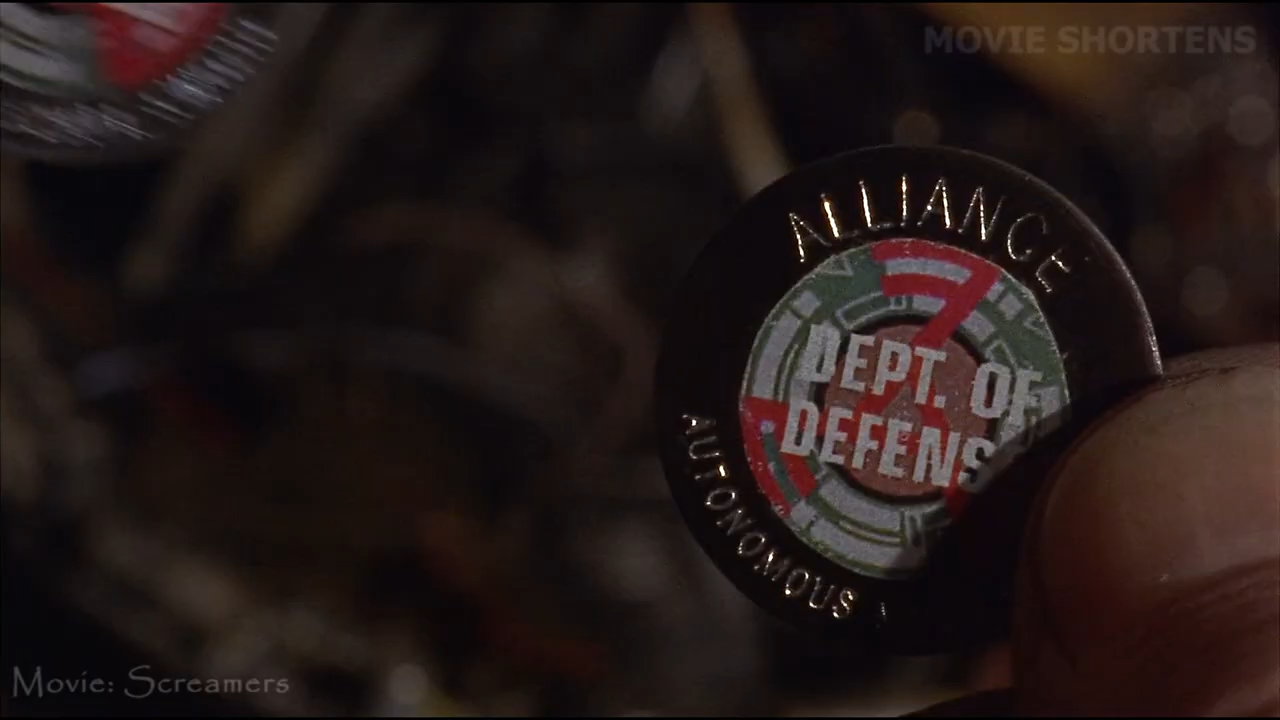 MOVIE SHORTENS
ALLIANCE
DEPT. OF
DEFENS
AUTONOMOUS
Movie: Screamers